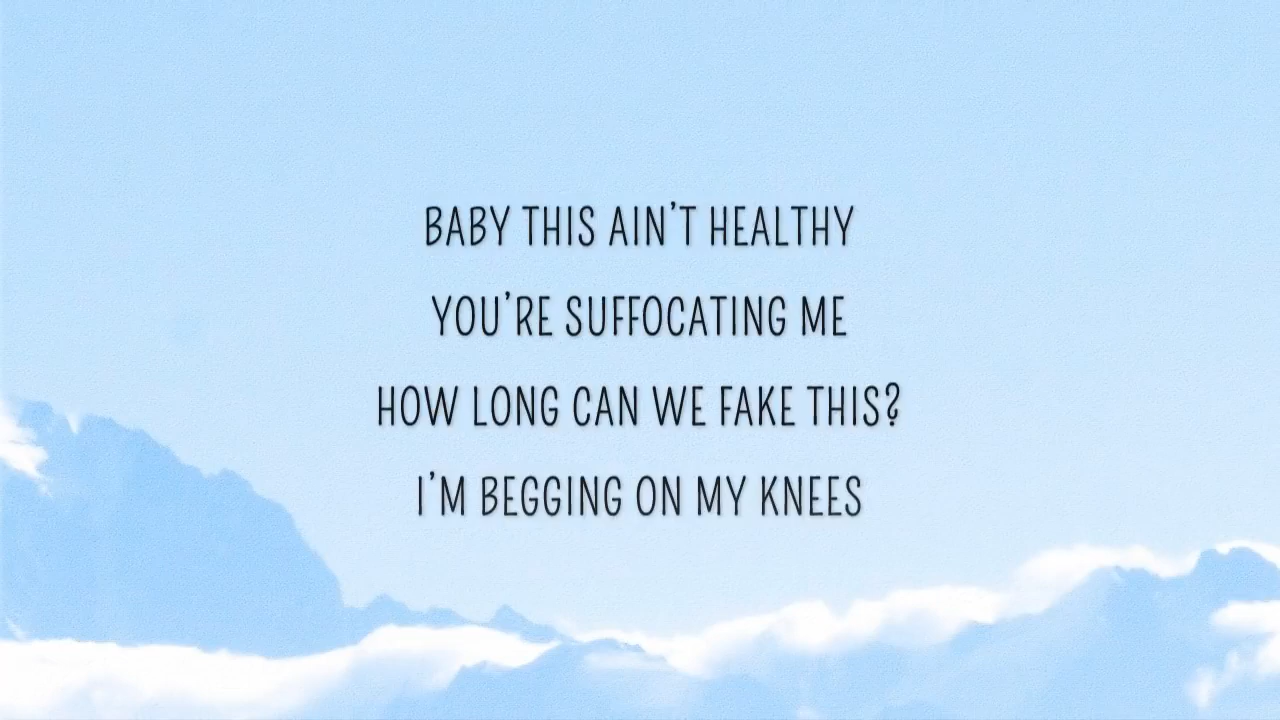 BABY THIS AIN'T HEALTHY
YOU'RE SUFFOCATING ME
HOW LONG CAN WE FAKE THIS?
I'M BEGGING ON MY KNEES